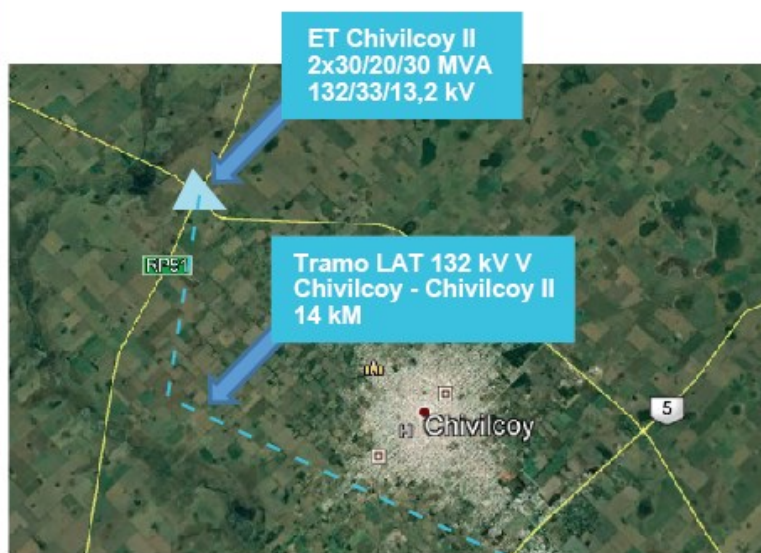 ET Chivilcoy II
2x30/20/30 MVA
132/33/13,2 kV
RP51
Tramo LAT 132 kV V
Chivilcoy - Chivilcoy II
14 kM
5
H
Chivilcoy